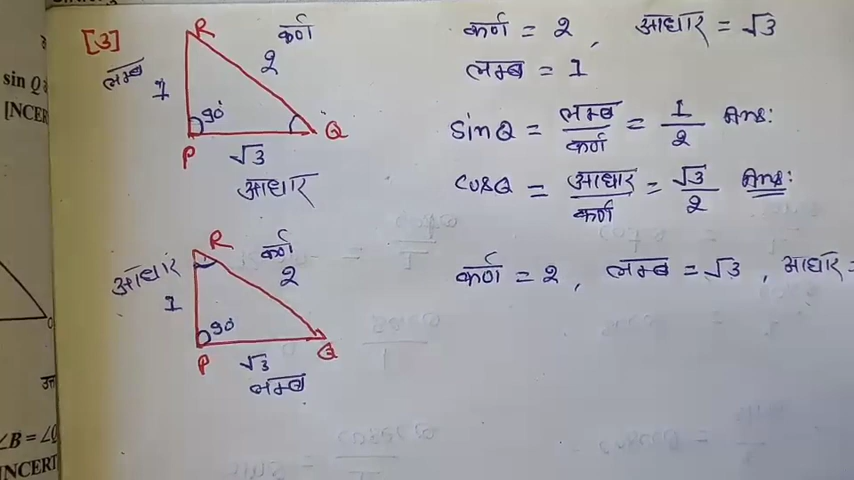 [3]
R
कर्ण
2
लम्ब 1
90°
P
√3
Q
आधार
कर्ण = 2 , आधार = √3
लम्ब = 1
SinQ = लम्ब/कर्ण = 1/2 Ans:
CosQ = आधार/कर्ण = √3/2 Ans:
R
कर्ण
2
आधार
1
90°
P
√3
Q
लम्ब
कर्ण = 2 , लम्ब = √3 , आधार =
sin Q
[NCER
∠B = ∠
NCERT